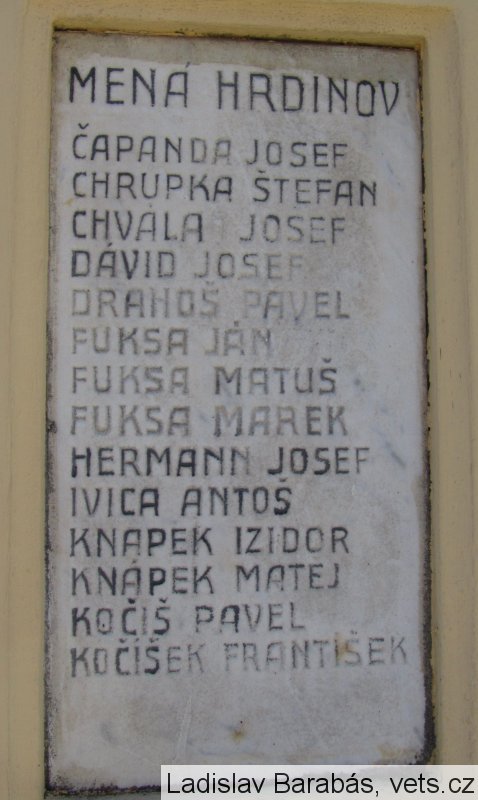 MENÁ HRDINOV
ČAPANDA JOSEF
CHRUPKA ŠTEFAN
CHVÁLA JOSEF
DÁVID JOSEF
DRAHOŠ PAVEL
FUKSA JÁN
FUKSA MATUŠ
FUKSA MAREK
HERMANN JOSEF
IVICA ANTOŠ
KNAPEK IZIDOR
KNÁPEK MATEJ
KOČIŠ PAVEL
KOČÍŠEK FRANTIŠEK
Ladislav Barabás, vets.cz